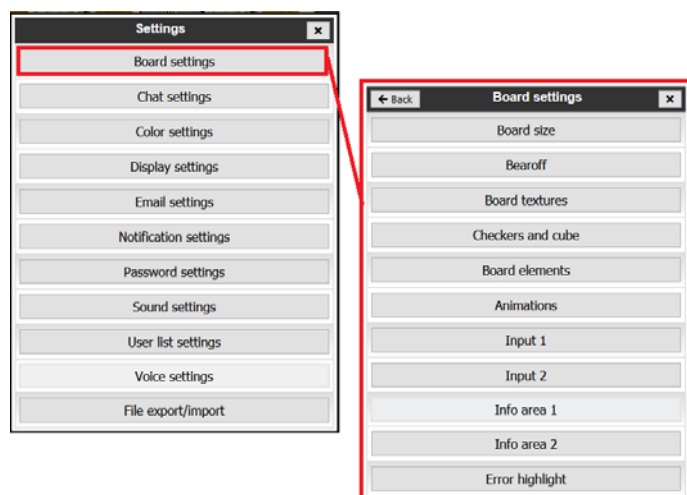 Settings
Board settings
Chat settings
Color settings
Display settings
Email settings
Notification settings
Password settings
Sound settings
User list settings
Voice settings
File export/import
Back
Board settings
Board size
Bearoff
Board textures
Checkers and cube
Board elements
Animations
Input 1
Input 2
Info area 1
Info area 2
Error highlight